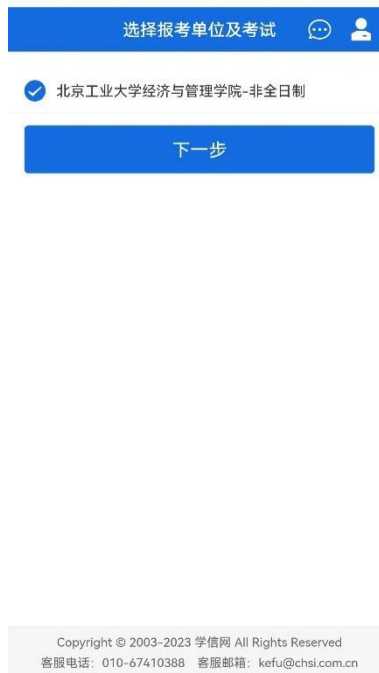 选择报考单位及考试
北京工业大学经济与管理学院-非全日制
下一步
Copyright © 2003-2023 学信网 All Rights Reserved
客服电话：010-67410388 客服邮箱：kefu@chsi.com.cn